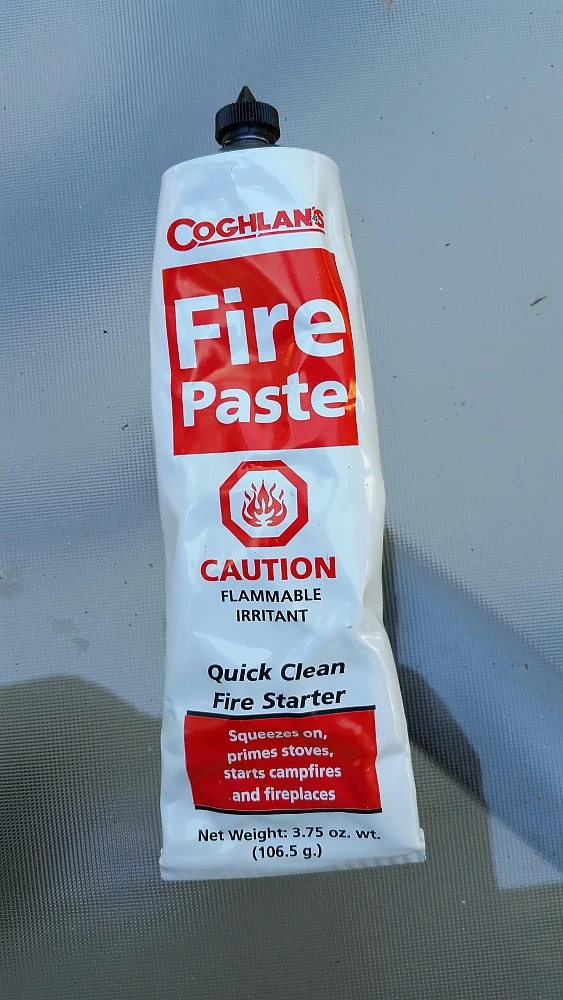 COGHLAN'S
Fire
Paste
CAUTION
FLAMMABLE
IRRITANT
Quick Clean
Fire Starter
Squeezes on,
primes stoves,
starts campfires
and fireplaces
Net Weight: 3.75 oz. wt.
(106.5 g.)